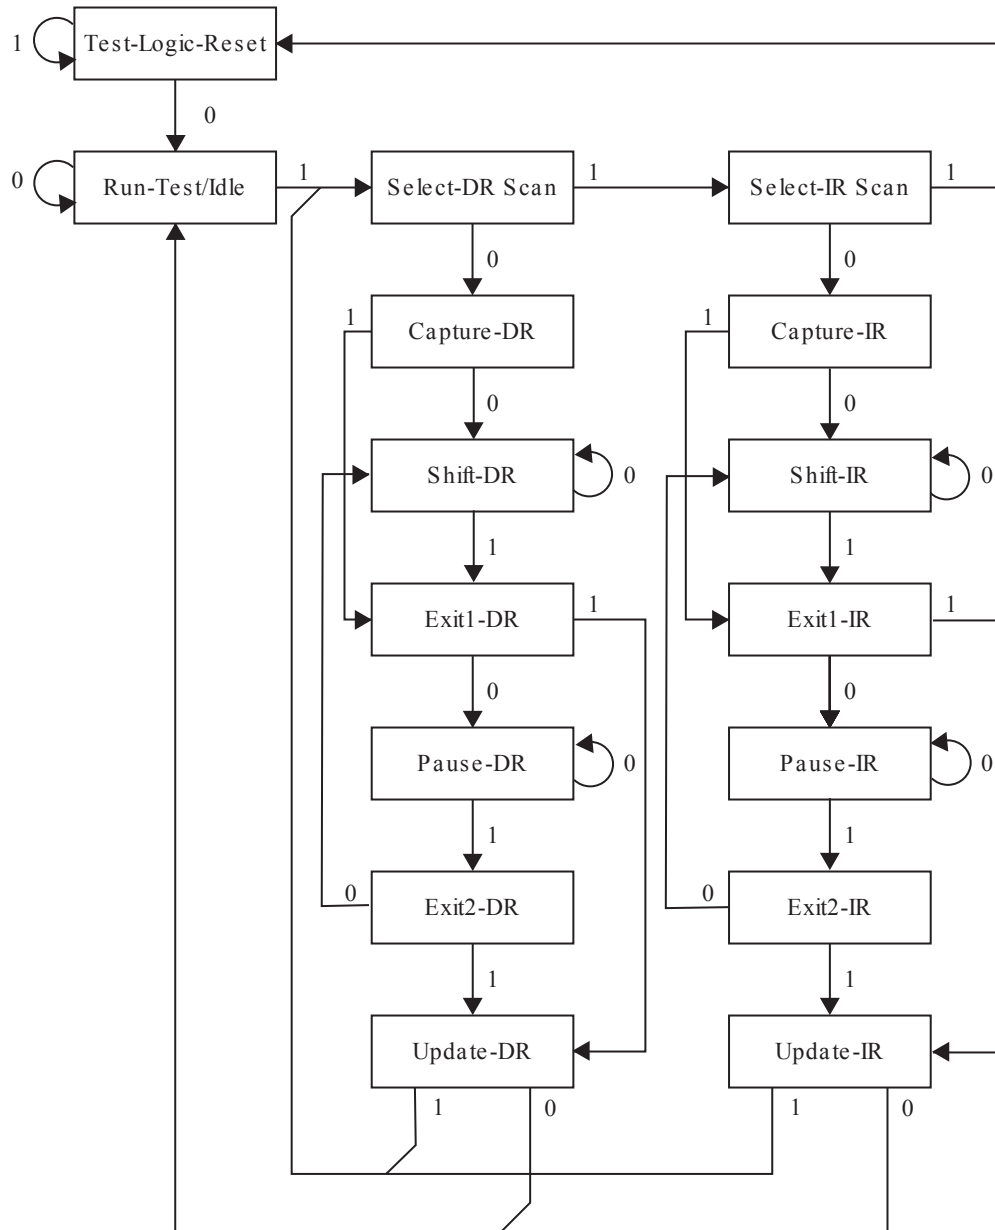 1
Test-Logic-Reset
0
0
Run-Test/Idle
1
Select-DR Scan
1
Select-IR Scan
1
0
0
1
Capture-DR
1
Capture-IR
0
0
Shift-DR
0
Shift-IR
0
1
1
Exit1-DR
1
Exit1-IR
1
0
0
Pause-DR
0
Pause-IR
0
1
1
0
Exit2-DR
0
Exit2-IR
1
1
Update-DR
Update-IR
1
0
1
0